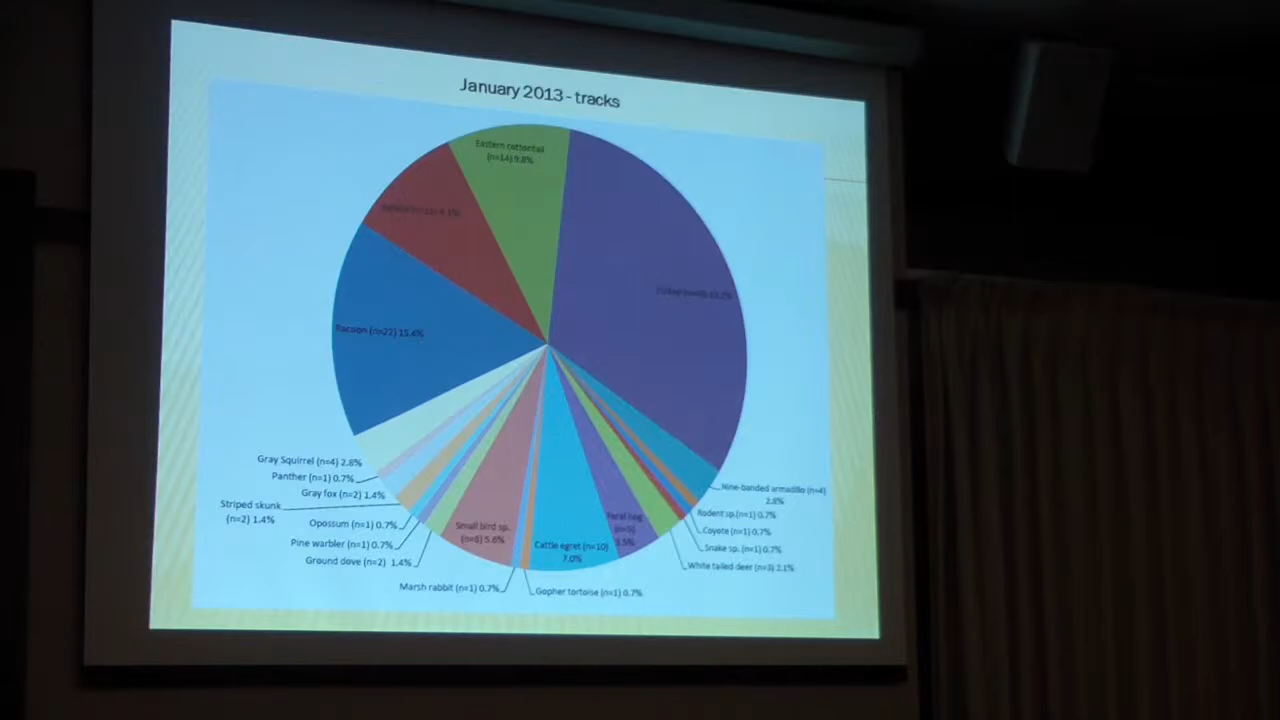 January 2013 - tracks
Eastern cottontail
(n=14) 9.8%
Racoon (n=22) 15.4%
Gray Squirrel (n=4) 2.8%
Panther (n=1) 0.7%
Gray fox (n=2) 1.4%
Striped skunk
(n=2) 1.4%
Opossum (n=1) 0.7%
Pine warbler (n=1) 0.7%
Ground dove (n=2) 1.4%
Small bird sp.
(n=8) 5.6%
Marsh rabbit (n=1) 0.7%
Gopher tortoise (n=1) 0.7%
Cattle egret (n=10)
7.0%
Feral hog
(n=5)
3.5%
White tailed deer (n=3) 2.1%
Snake sp. (n=1) 0.7%
Coyote (n=1) 0.7%
Rodent sp.(n=1) 0.7%
Nine-banded armadillo (n=4)
2.8%